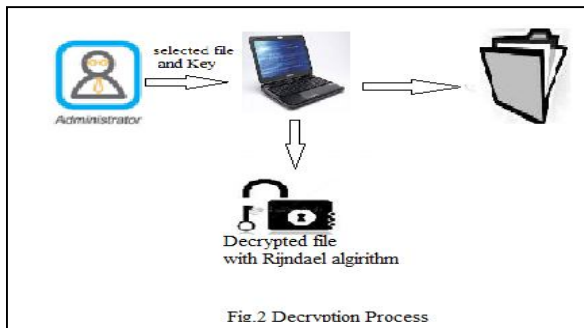 selected file
and Key
Administrator
Decrypted file
with Rijndael algirithm
Fig.2 Decryption Process